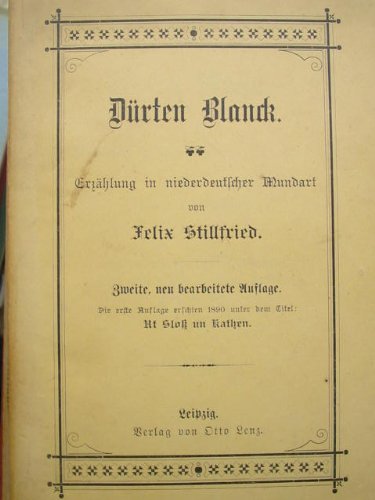 Dürten Blanck.
Erzählung in niederdeutscher Mundart
von
Felix Stillfried.
Zweite, neu bearbeitete Auflage.
Die erste Auflage erschien 1890 unter dem Titel:
Ut Sloß un Kathen.
Leipzig.
Verlag von Otto Lenz.